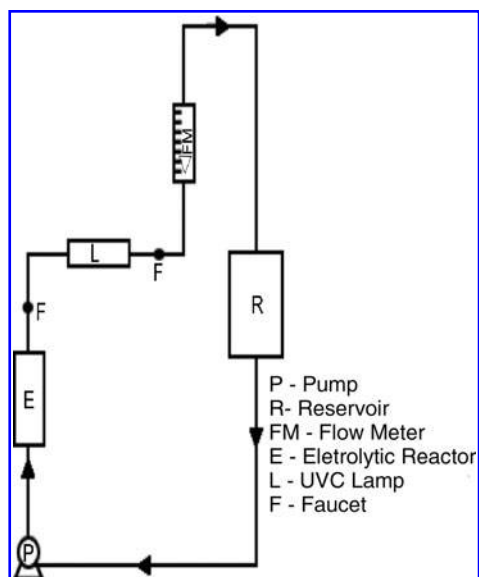 FM
L
F
F
R
E
P
P - Pump
R- Reservoir
FM - Flow Meter
E - Eletrolytic Reactor
L - UVC Lamp
F - Faucet